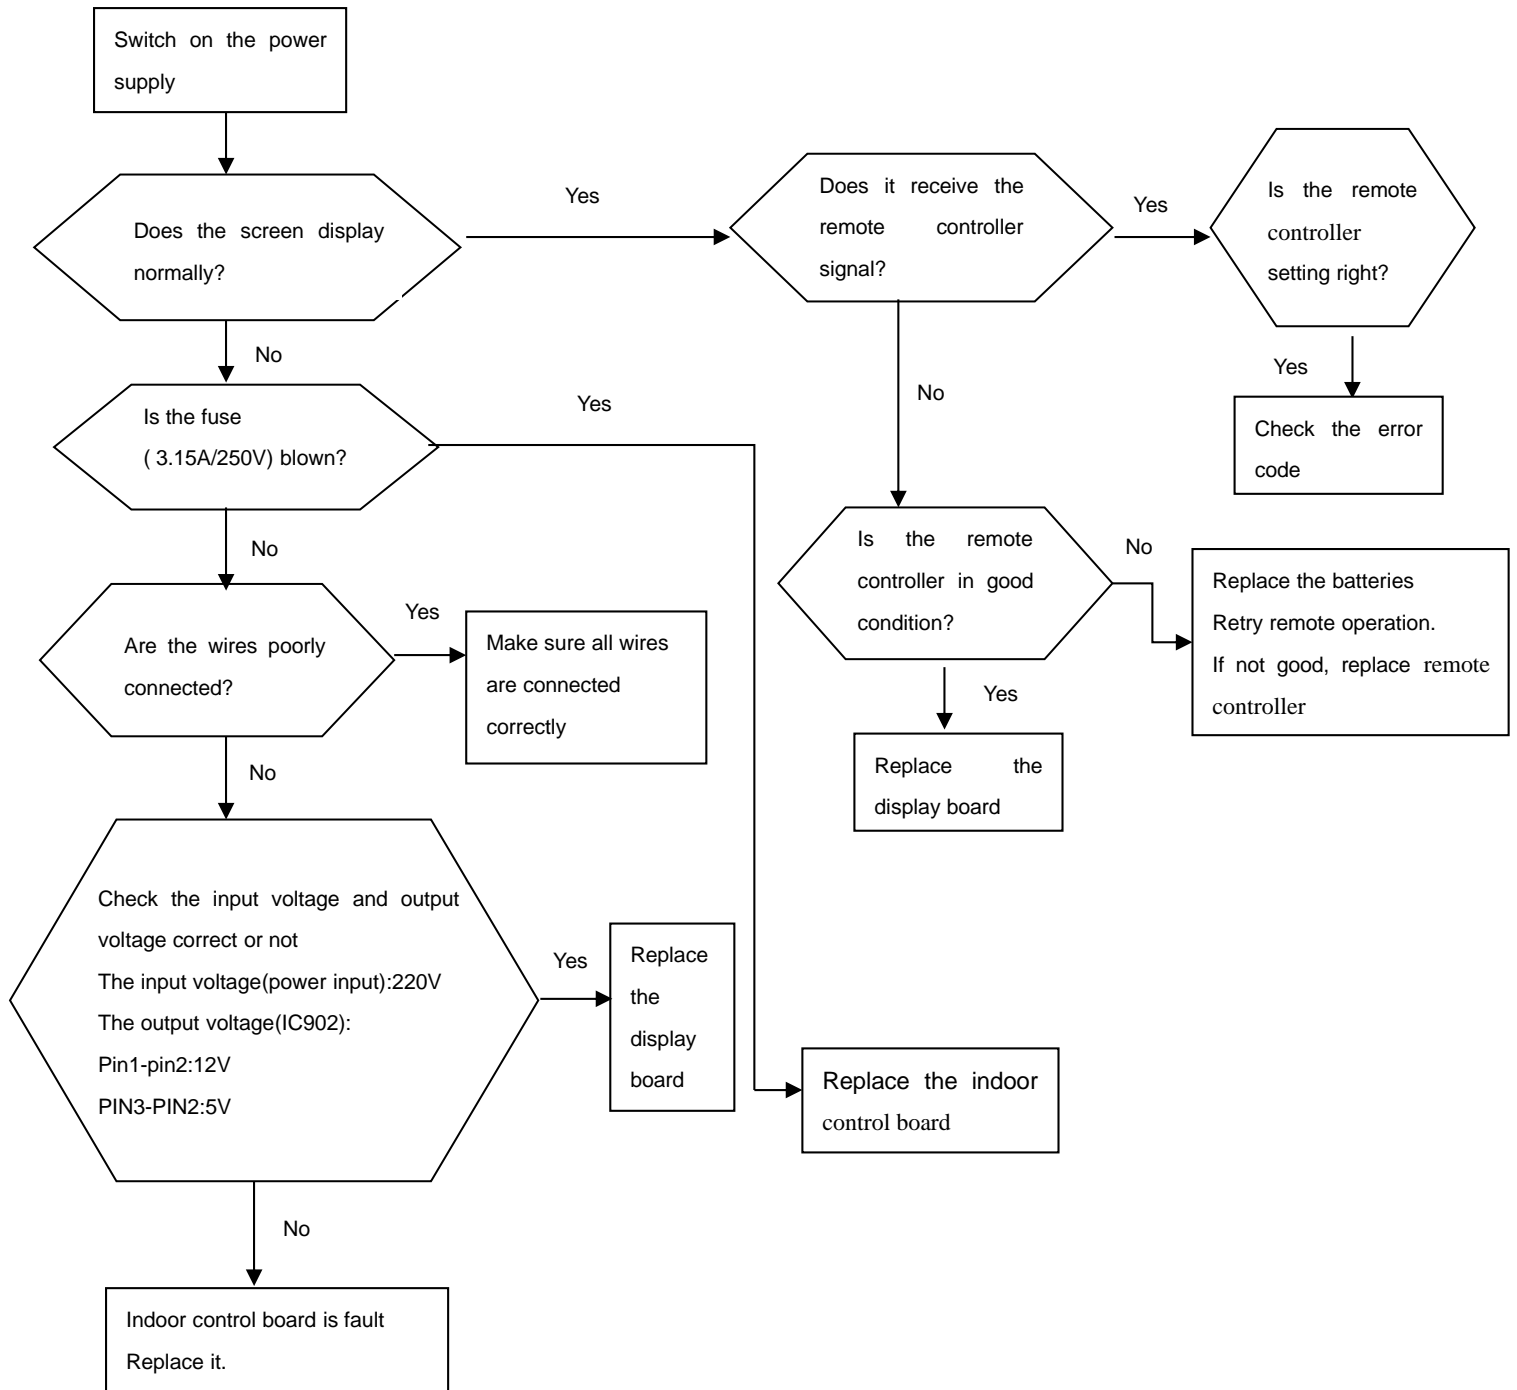 Switch on the power
supply
Does the screen display
normally?
Yes
Does it receive the
remote controller
signal?
Yes
Is the remote
controller
setting right?
Yes
Check the error
code
No
Is the fuse
( 3.15A/250V) blown?
Yes
No
Is the remote
controller in good
condition?
No
Replace the batteries
Retry remote operation.
If not good, replace remote
controller
Yes
Replace the
display board
No
Are the wires poorly
connected?
Yes
Make sure all wires
are connected
correctly
No
Check the input voltage and output
voltage correct or not
The input voltage(power input):220V
The output voltage(IC902):
Pin1-pin2:12V
PIN3-PIN2:5V
Yes
Replace
the
display
board
Replace the indoor
control board
No
Indoor control board is fault
Replace it.